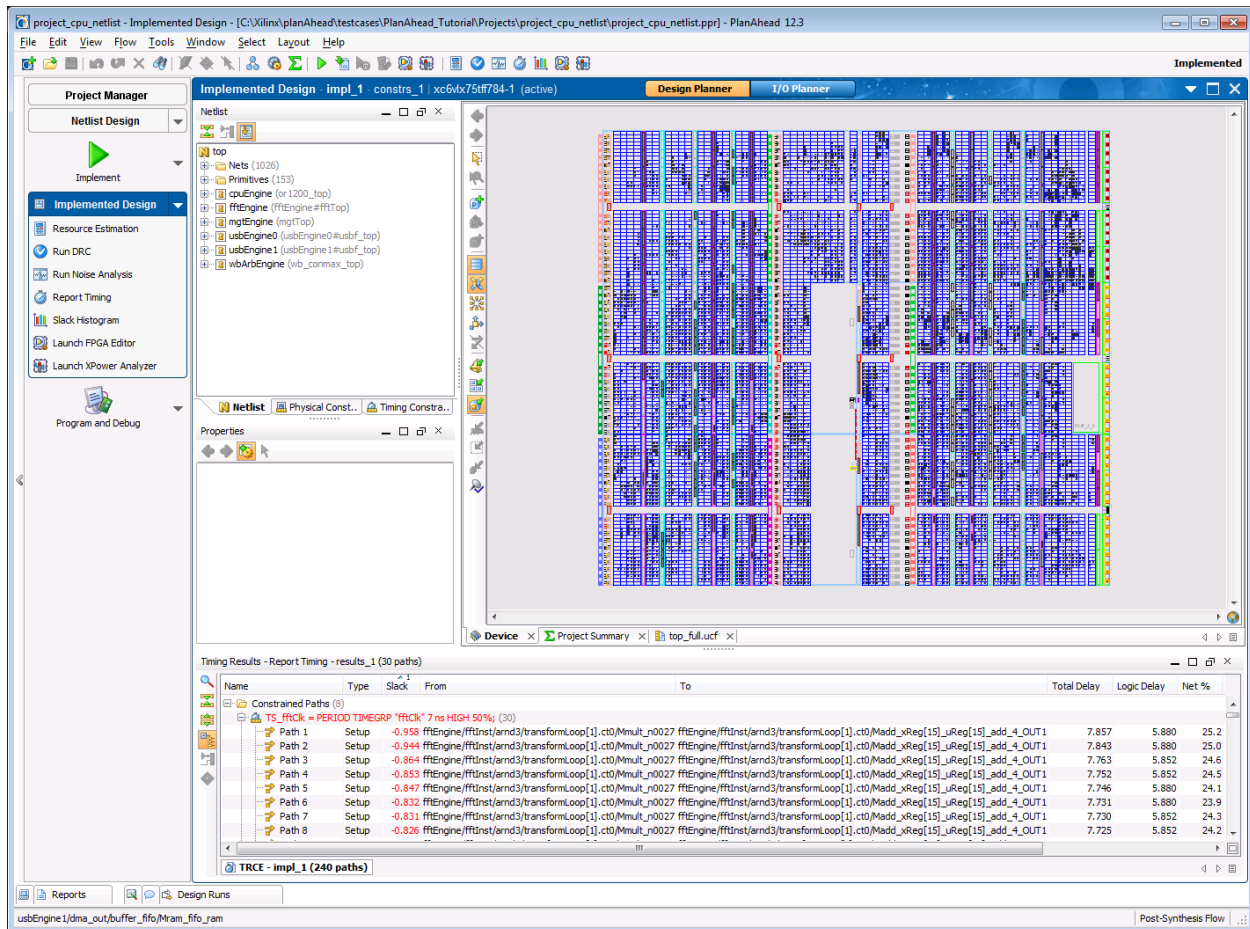 project_cpu_netlist - Implemented Design - [C:\Xilinx\planAhead\testcases\PlanAhead_Tutorial\Projects\project_cpu_netlist\project_cpu_netlist.ppr] - PlanAhead 12.3
File Edit View Flow Tools Window Select Layout Help
Implemented
Project Manager
Netlist Design
Implement
Implemented Design
Resource Estimation
Run DRC
Run Noise Analysis
Report Timing
Slack Histogram
Launch FPGA Editor
Launch XPower Analyzer
Program and Debug
Implemented Design - impl_1 - constrs_1 | xc6vlx75tff784-1 (active)
Design Planner I/O Planner
Netlist
top
Nets (1026)
Primitives (153)
cpuEngine (or1200_top)
fftEngine (fftEngine#fftTop)
mgtEngine (mgtTop)
usbEngine0 (usbEngine0#usbf_top)
usbEngine1 (usbEngine1#usbf_top)
wbArbEngine (wb_conmax_top)
Netlist Physical Const.. Timing Constra..
Properties
Device Project Summary top_full.ucf
Timing Results - Report Timing - results_1 (30 paths)
Name Type Slack 1 From To Total Delay Logic Delay Net %
Constrained Paths (8)
TS_fftClk = PERIOD TIMEGRP "fftClk" 7 ns HIGH 50%; (30)
Path 1 Setup -0.958 fftEngine/fftInst/arnd3/transformLoop[1].ct0/Mmult_n0027 fftEngine/fftInst/arnd3/transformLoop[1].ct0/Madd_xReg[15]_uReg[15]_add_4_OUT1 7.857 5.880 25.2
Path 2 Setup -0.944 fftEngine/fftInst/arnd3/transformLoop[1].ct0/Mmult_n0027 fftEngine/fftInst/arnd3/transformLoop[1].ct0/Madd_xReg[15]_uReg[15]_add_4_OUT1 7.843 5.880 25.0
Path 3 Setup -0.864 fftEngine/fftInst/arnd3/transformLoop[1].ct0/Mmult_n0027 fftEngine/fftInst/arnd3/transformLoop[1].ct0/Madd_xReg[15]_uReg[15]_add_4_OUT1 7.763 5.852 24.6
Path 4 Setup -0.853 fftEngine/fftInst/arnd3/transformLoop[1].ct0/Mmult_n0027 fftEngine/fftInst/arnd3/transformLoop[1].ct0/Madd_xReg[15]_uReg[15]_add_4_OUT1 7.752 5.852 24.5
Path 5 Setup -0.847 fftEngine/fftInst/arnd3/transformLoop[1].ct0/Mmult_n0027 fftEngine/fftInst/arnd3/transformLoop[1].ct0/Madd_xReg[15]_uReg[15]_add_4_OUT1 7.746 5.880 24.1
Path 6 Setup -0.832 fftEngine/fftInst/arnd3/transformLoop[1].ct0/Mmult_n0027 fftEngine/fftInst/arnd3/transformLoop[1].ct0/Madd_xReg[15]_uReg[15]_add_4_OUT1 7.731 5.880 23.9
Path 7 Setup -0.831 fftEngine/fftInst/arnd3/transformLoop[1].ct0/Mmult_n0027 fftEngine/fftInst/arnd3/transformLoop[1].ct0/Madd_xReg[15]_uReg[15]_add_4_OUT1 7.730 5.852 24.3
Path 8 Setup -0.826 fftEngine/fftInst/arnd3/transformLoop[1].ct0/Mmult_n0027 fftEngine/fftInst/arnd3/transformLoop[1].ct0/Madd_xReg[15]_uReg[15]_add_4_OUT1 7.725 5.852 24.2
TRCE - impl_1 (240 paths)
Reports Design Runs
usbEngine1/dma_out/buffer_fifo/Mram_fifo_ram Post-Synthesis Flow